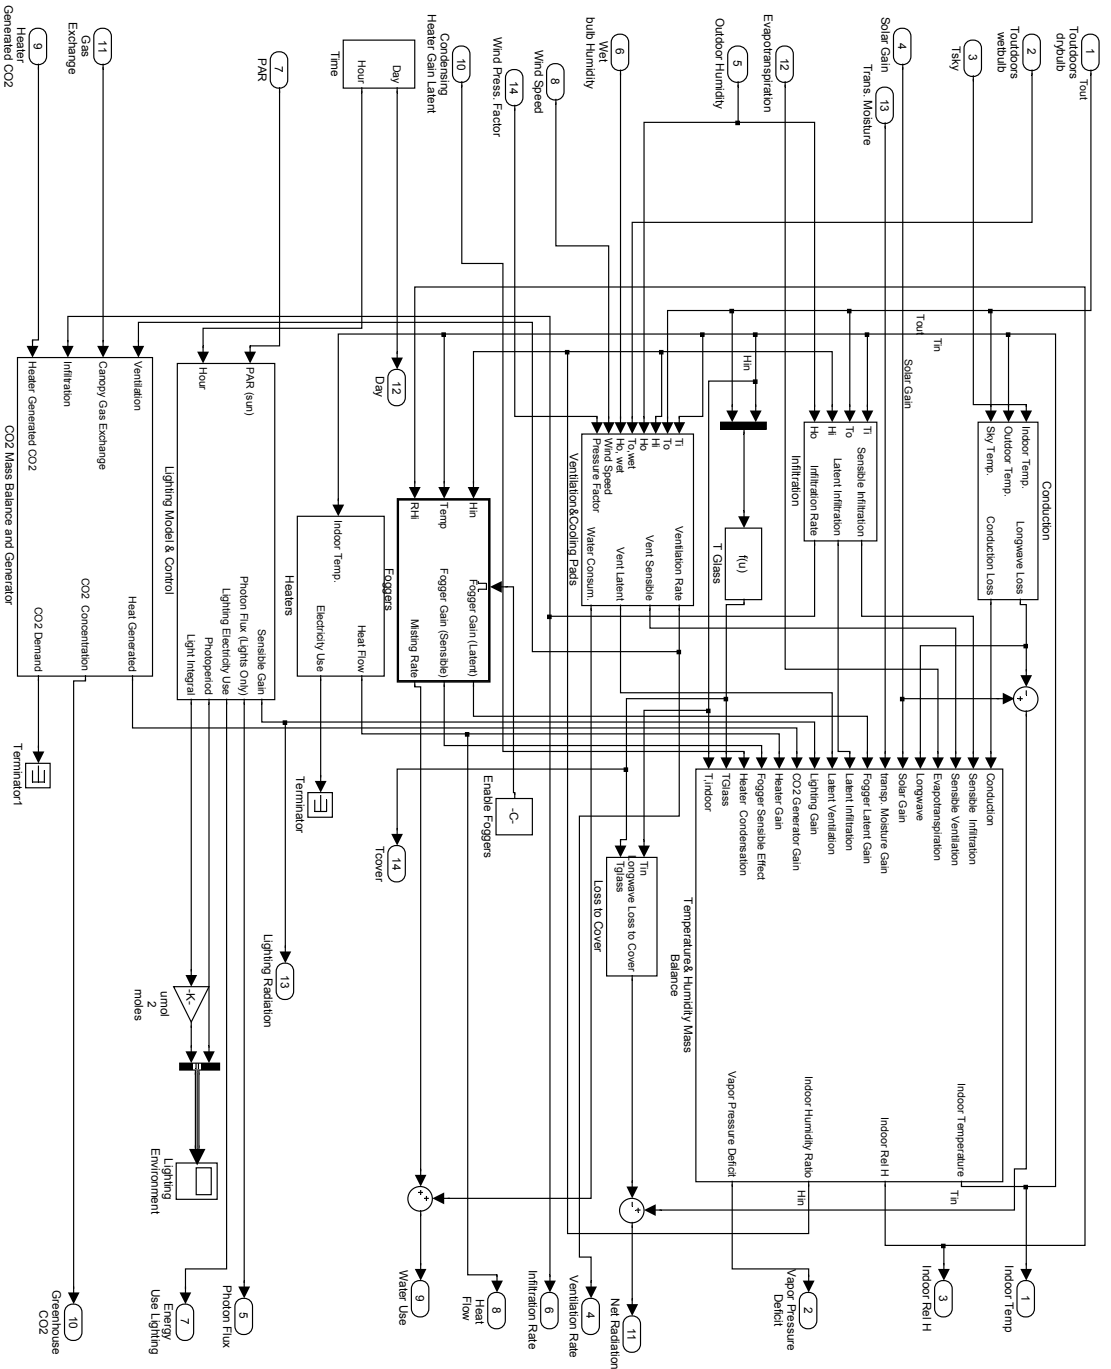 1
Toutdoors
drybulb
Tout
2
Toutdoors
wetbulb
3
Tsky
4
Solar Gain
13
Trans. Moisture
12
Evapotranspiration
5
Outdoor Humidity
6
Wet
bulb Humidity
8
Wind Speed
14
Wind Press. Factor
10
Condensing
Heater Gain Latent
Day
Hour
Time
7
PAR
11
Gas
Exchange
9
Heater
Generated CO2
Tout
Tin
Solar Gain
Hin
Indoor Temp.
Outdoor Temp.
Sky Temp.
Longwave Loss
Conduction Loss
Conduction
Ti
To
Hi
Ho
Sensible Infiltration
Latent Infiltration
Infiltration Rate
Infiltration
f(u)
T Glass
Ti
To
Hi
Ho
To,wet
Ho, wet
Wind Speed
Pressure Factor
Ventilation Rate
Vent Sensible
Vent Latent
Water Consum.
Ventilation&Cooling Pads
Hin
Temp
RHi
Fogger Gain (Latent)
Fogger Gain (Sensible)
Misting Rate
Foggers
Indoor Temp.
Heat Flow
Electricity Use
Heaters
12
Day
PAR (sun)
Hour
Sensible Gain
Photon Flux (Lights Only)
Lighting Electricity Use
Photoperiod
Light Integral
Lighting Model & Control
Ventilation
Canopy Gas Exchange
Infiltration
Heater Generated CO2
Heat Generated
CO2 Concentration
CO2 Demand
CO2 Mass Balance and Generator
Conduction
Sensible Infiltration
Sensible Ventilation
Evapotranspiration
Longwave
Solar Gain
transp. Moisture Gain
Fogger Latent Gain
Latent Infiltration
Latent Ventilation
Lighting Gain
CO2 Generator Gain
Heater Gain
Fogger Sensible Effect
Heater Condensation
TGlass
T,indoor
Indoor Temperature
Indoor Rel H
Indoor Humidity Ratio
Vapor Pressure Deficit
Temperature& Humidity Mass
Balance
Tin
Hin
Tin
Tglass
Longwave Loss to Cover
Loss to Cover
-C-
Enable Foggers
14
Tcover
Terminator
Terminator1
13
Lighting Radiation
-K-
umol
2
moles
Lighting
Environment
1
Indoor Temp
3
Indoor Rel H
2
Vapor Pressure
Deficit
11
Net Radiation
4
Ventilation Rate
6
Infiltration Rate
8
Heat
Flow
9
Water Use
5
Photon Flux
7
Energy
Use Lighting
10
Greenhouse
CO2